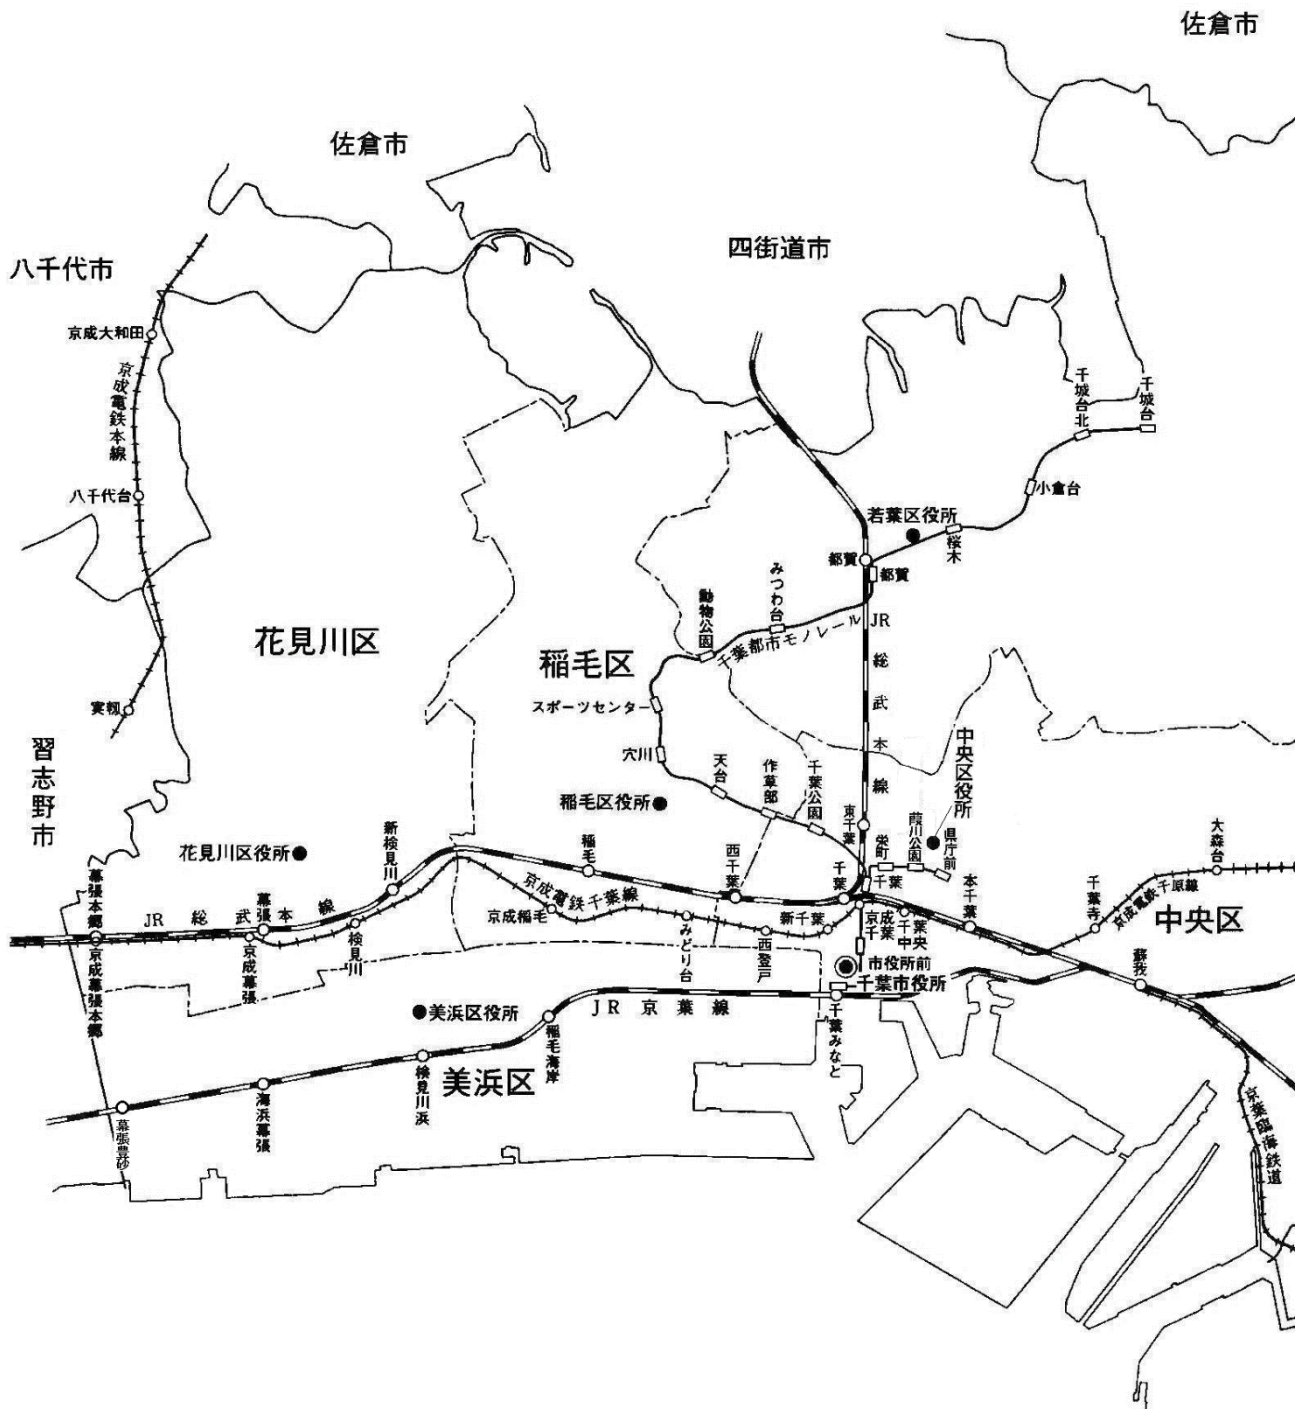 佐倉市
佐倉市
四街道市
八千代市
京成大和田
京成電鉄本線
千城台北
千城台
八千代台
小倉台
若葉区役所
桜木
都賀
都賀
みつわ台
動物公園
千葉都市モノレール
JR総武本線
花見川区
稲毛区
実籾
スポーツセンター
習志野市
穴川
天台
作草部
千葉公園
中央区役所
稲毛区役所
花見川区役所
新検見川
稲毛
西千葉
東千葉
栄町
葭川公園
県庁前
大森台
幕張本郷
JR総武本線
幕張
京成電鉄千葉線
京成稲毛
千葉
千葉
本千葉
千葉寺
京成電鉄千原線
中央区
京成幕張本郷
京成幕張
検見川
みどり台
西登戸
新千葉
京成千葉
千葉中央
蘇我
市役所前
千葉市役所
美浜区役所
JR京葉線
稲毛海岸
千葉みなと
美浜区
検見川浜
海浜幕張
幕張豊砂
京葉臨海鉄道